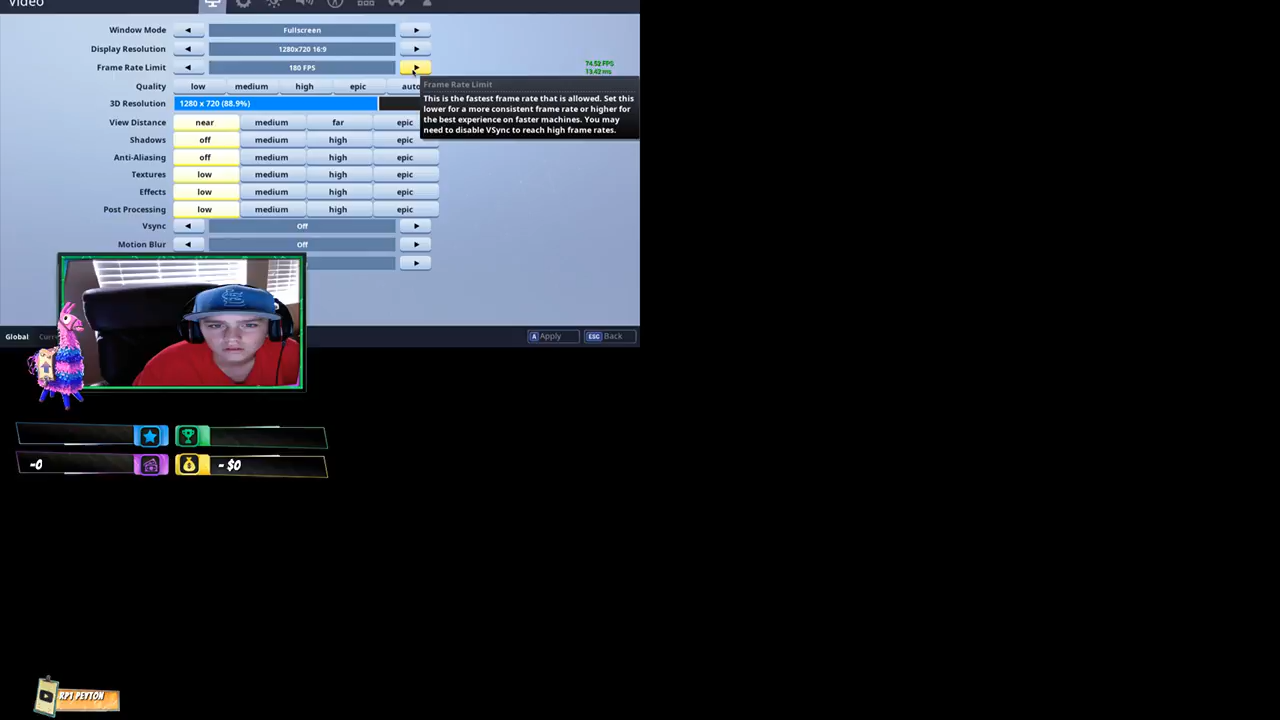 Video
Window Mode Fullscreen
Display Resolution 1280x720 16:9
Frame Rate Limit 180 FPS
74.52 FPS
13.42 ms
Quality low medium high epic auto
Frame Rate Limit
This is the fastest frame rate that is allowed. Set this
lower for a more consistent frame rate or higher for
the best experience on faster machines. You may
need to disable VSync to reach high frame rates.
3D Resolution 1280 x 720 (88.9%)
View Distance near medium far epic
Shadows off medium high epic
Anti-Aliasing off medium high epic
Textures low medium high epic
Effects low medium high epic
Post Processing low medium high epic
Vsync Off
Motion Blur Off
Global
A Apply
ESC Back
-0
- $0
RPS PEYTON